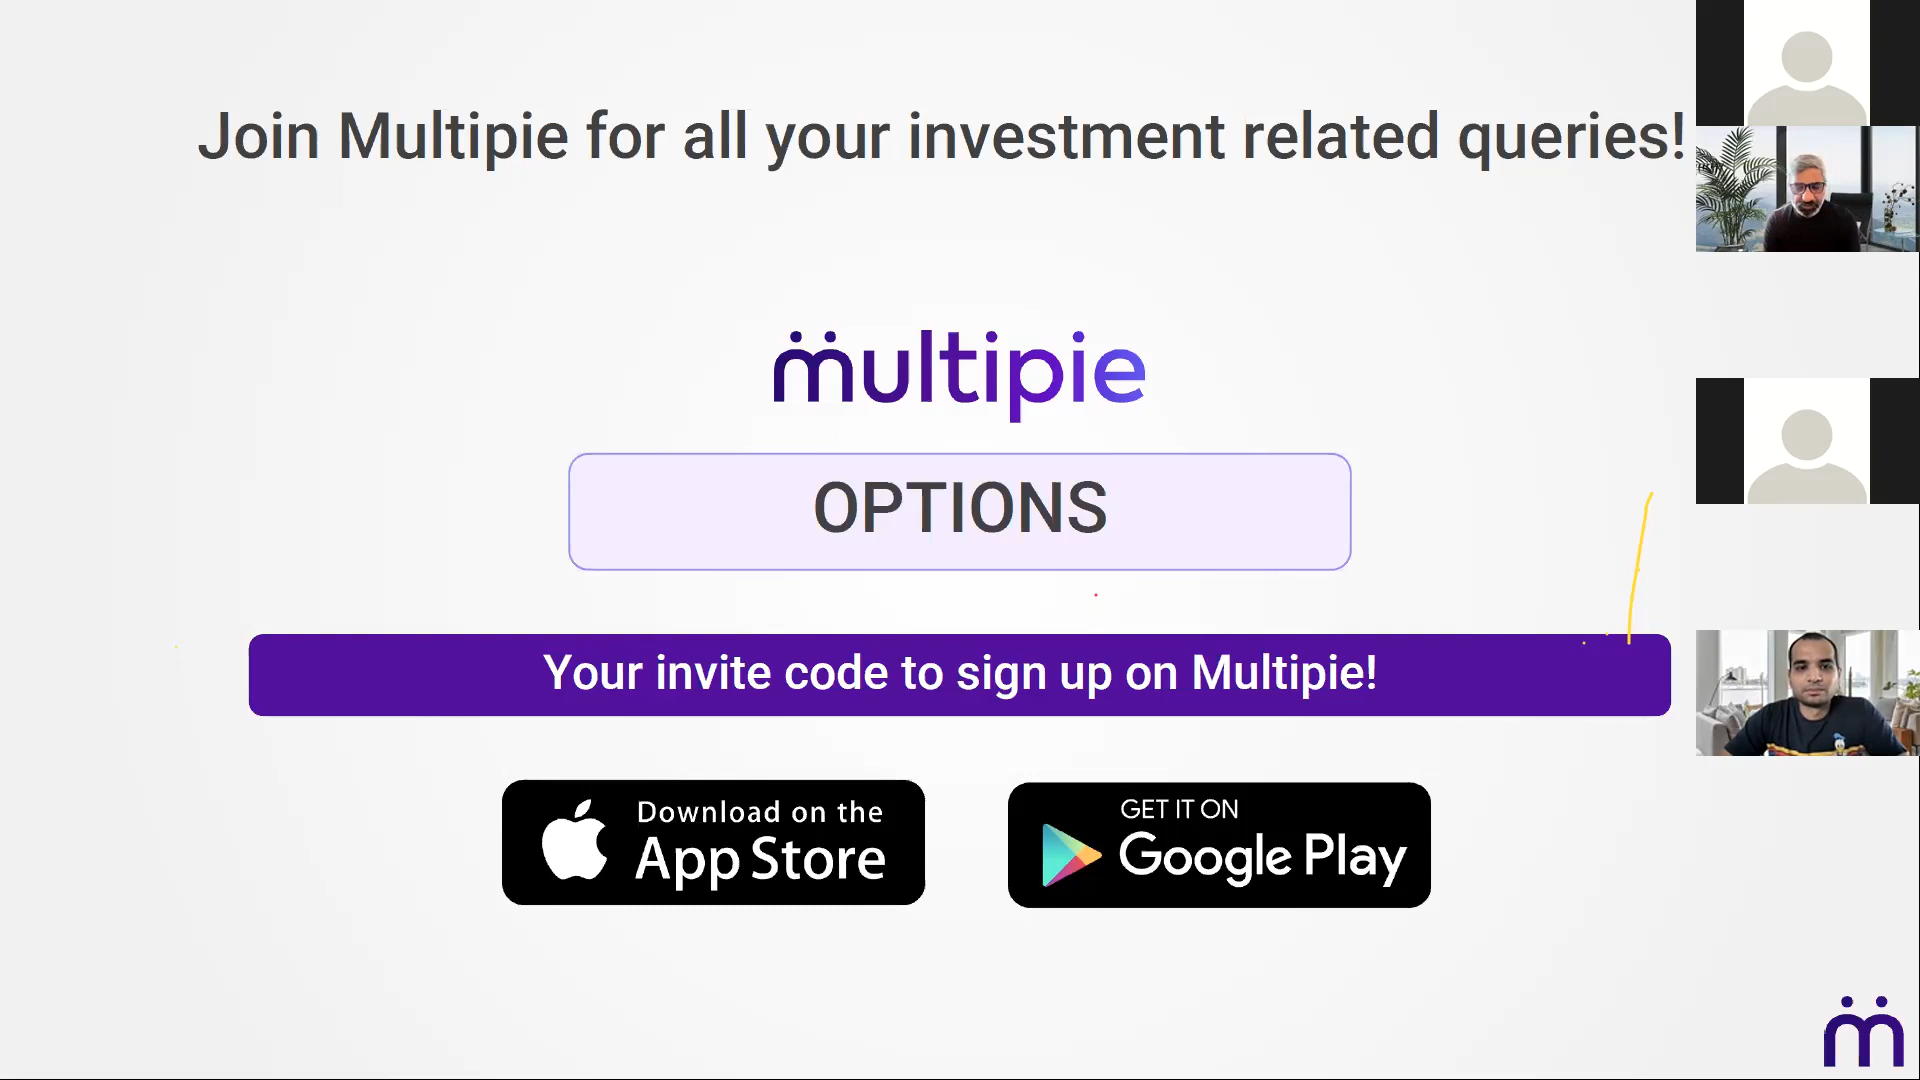 Join Multipie for all your investment related queries!
multipie
OPTIONS
Your invite code to sign up on Multipie!
Download on the
App Store
GET IT ON
Google Play
m